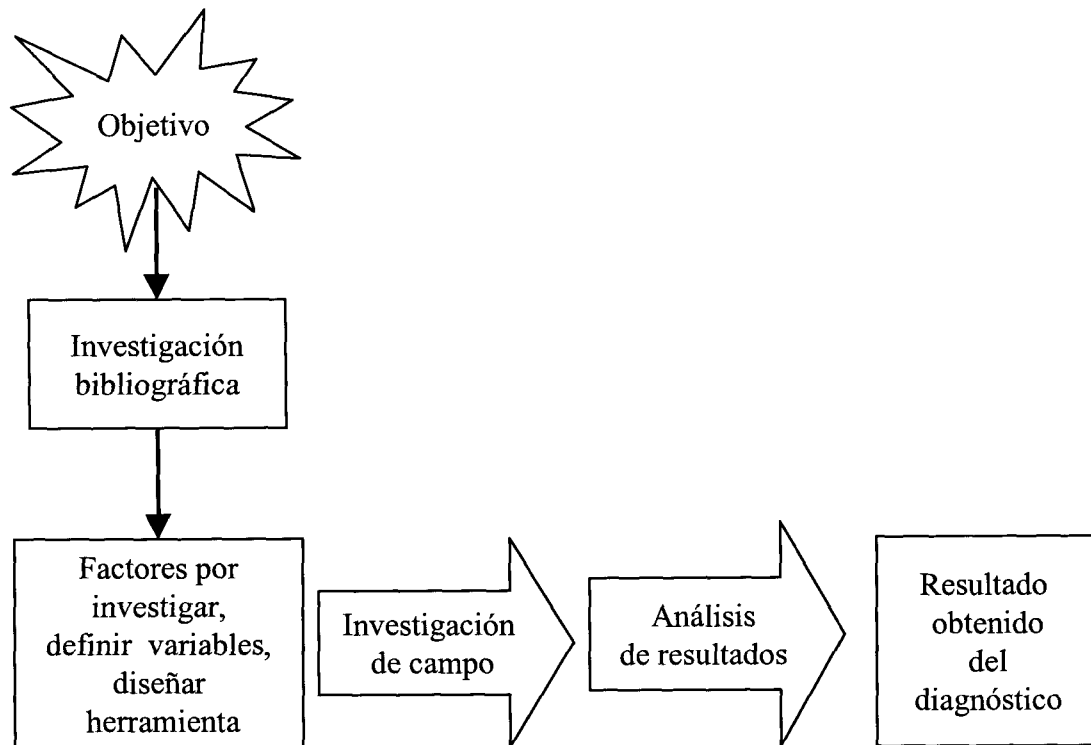 Objetivo
Investigación
bibliográfica
Factores por
investigar,
definir variables,
diseñar
herramienta
Investigación
de campo
Análisis
de resultados
Resultado
obtenido
del
diagnóstico